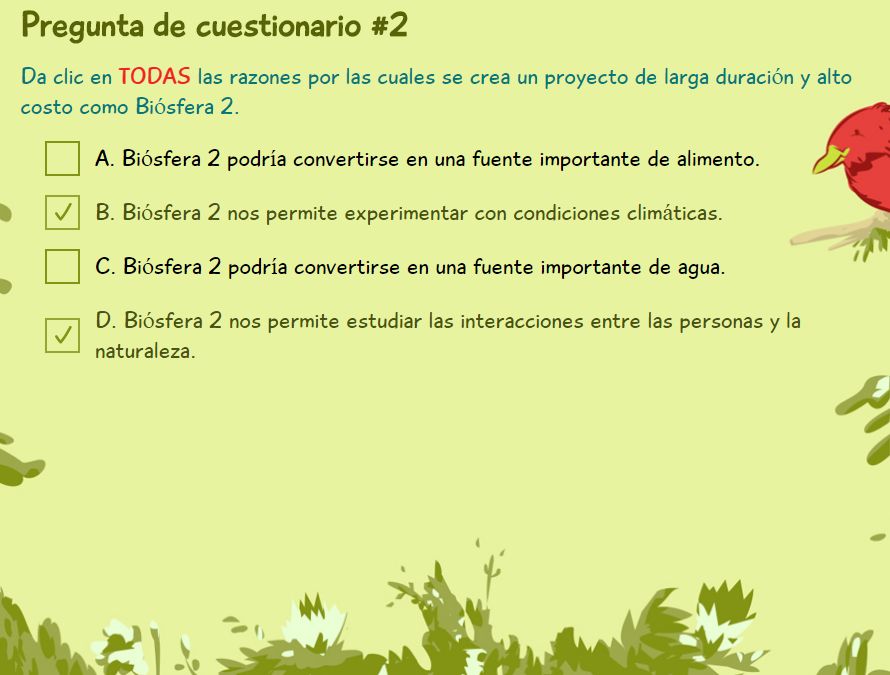 Pregunta de cuestionario #2
Da clic en TODAS las razones por las cuales se crea un proyecto de larga duración y alto
costo como Biósfera 2.
A. Biósfera 2 podría convertirse en una fuente importante de alimento.
B. Biósfera 2 nos permite experimentar con condiciones climáticas.
C. Biósfera 2 podría convertirse en una fuente importante de agua.
D. Biósfera 2 nos permite estudiar las interacciones entre las personas y la
naturaleza.